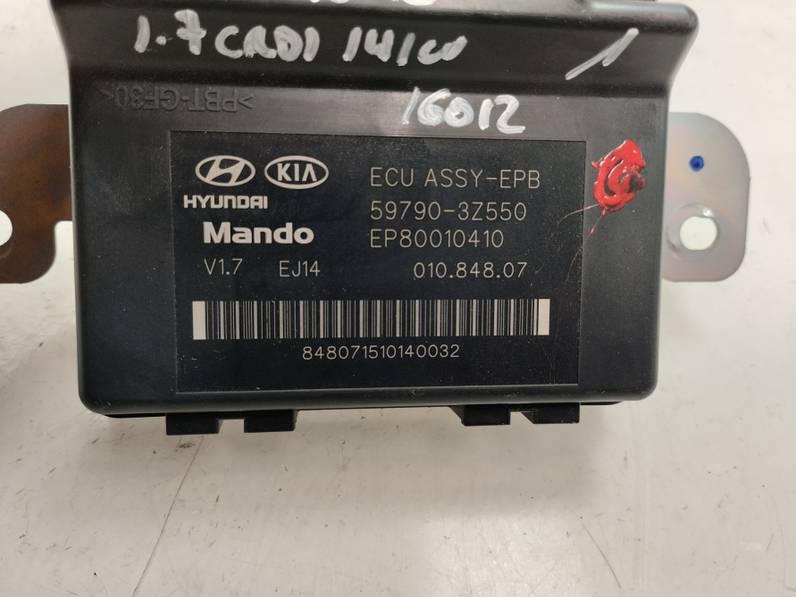 1.7 CRDI 141cv
1
>PBT-GF30<
16012
HYUNDAI KIA ECU ASSY-EPB
59790-3Z550
Mando EP80010410
V1.7 EJ14 010.848.07
848071510140032